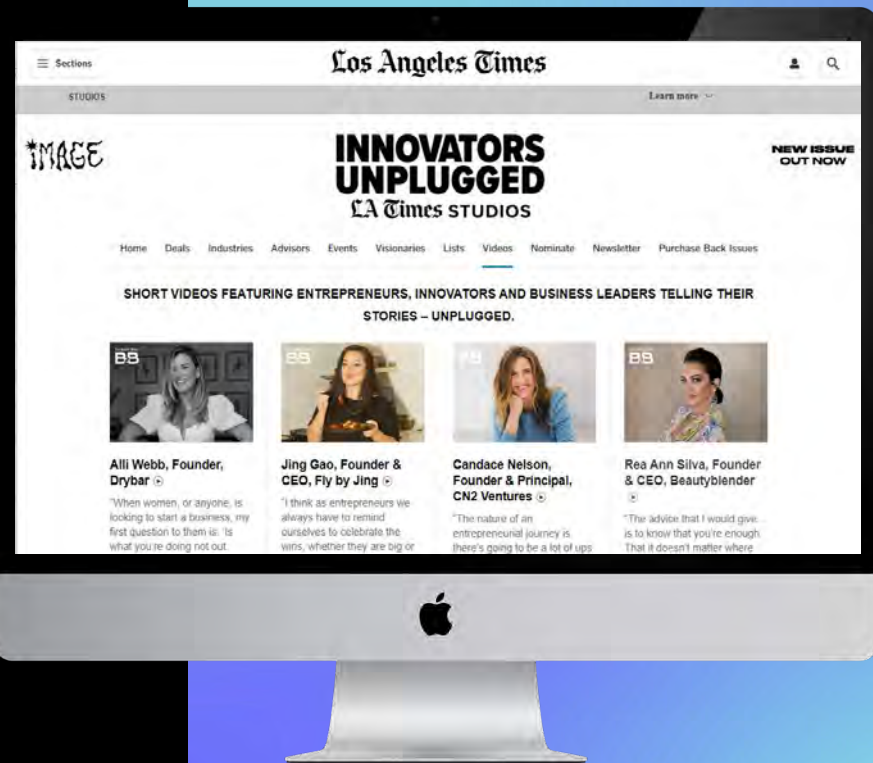 Sections
Los Angeles Times
STUDIOS
Learn more
iMAGE
INNOVATORS
UNPLUGGED
LA Times STUDIOS
NEW ISSUE
OUT NOW
Home Deals Industries Advisors Events Visionaries Lists Videos Nominate Newsletter Purchase Back Issues
SHORT VIDEOS FEATURING ENTREPRENEURS, INNOVATORS AND BUSINESS LEADERS TELLING THEIR
STORIES – UNPLUGGED.
BB
BB
BB
Alli Webb, Founder,
Drybar
"When women, or anyone, is
looking to start a business, my
first question to them is: 'Is
what you're doing not out
Jing Gao, Founder &
CEO, Fly by Jing
"I think as entrepreneurs we
always have to remind
ourselves to celebrate the
wins, whether they are big or
Candace Nelson,
Founder & Principal,
CN2 Ventures
"The nature of an
entrepreneurial journey is
there's going to be a lot of ups
Rea Ann Silva, Founder
& CEO, Beautyblender
"The advice that I would give...
is to know that you're enough.
That it doesn't matter where